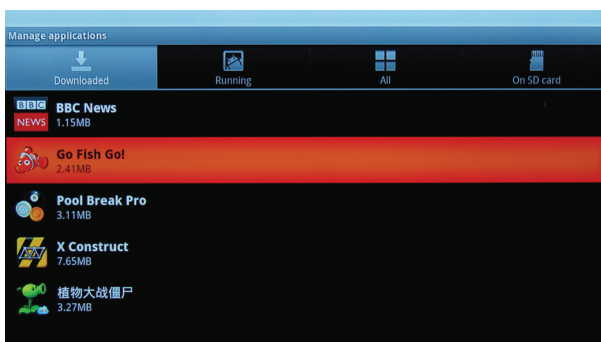 Manage applications
Downloaded
Running
All
On SD card
BBC
NEWS
BBC News
1.15MB
Go Fish Go!
2.41MB
Pool Break Pro
3.11MB
X Construct
7.65MB
植物大战僵尸
3.27MB